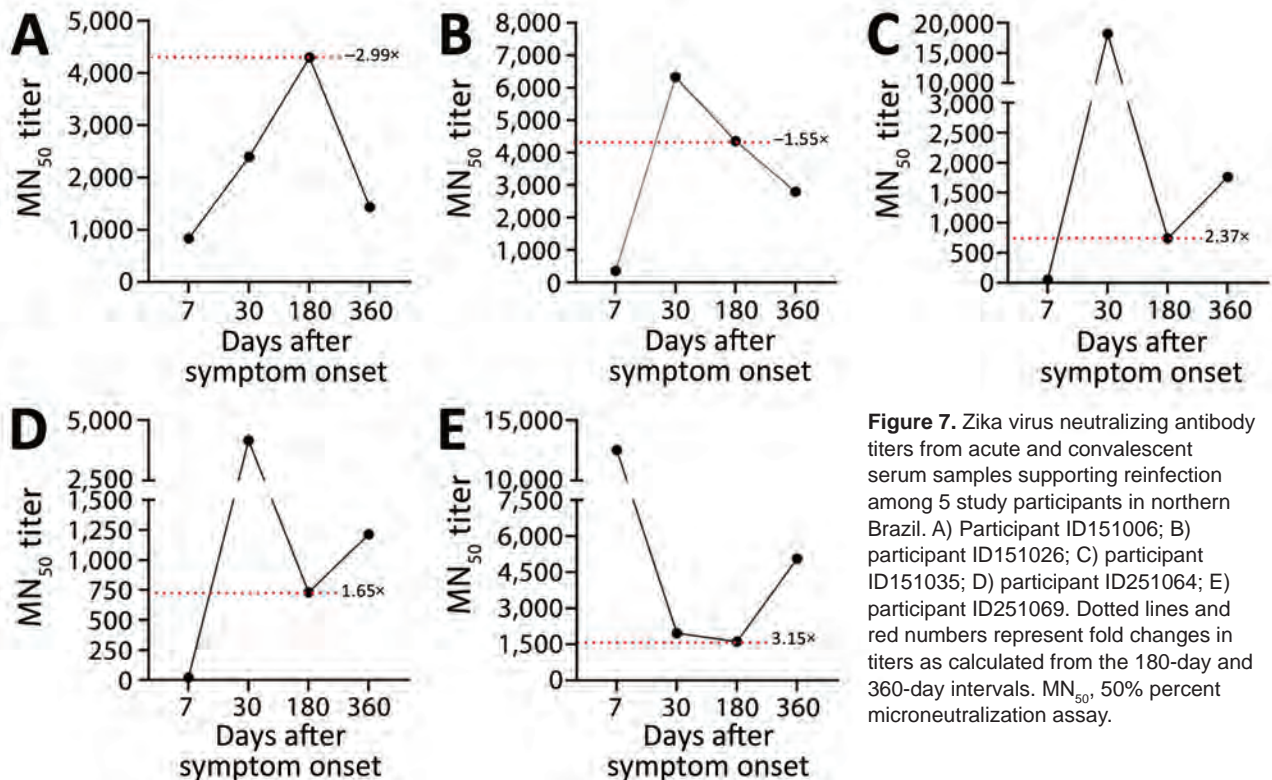 A
MN50 titer
5,000
4,000
3,000
2,000
1,000
0
−2.99×
7 30 180 360
Days after
symptom onset
B
MN50 titer
8,000
7,000
6,000
5,000
4,000
3,000
2,000
1,000
0
−1.55×
7 30 180 360
Days after
symptom onset
C
MN50 titer
20,000
15,000
10,000
3,000
2,000
1,500
1,000
500
0
2.37×
7 30 180 360
Days after
symptom onset
D
MN50 titer
5,000
2,500
1,500
1,250
1,000
750
500
250
0
1.65×
7 30 180 360
Days after
symptom onset
E
MN50 titer
15,000
10,000
7500
6,000
4,500
3,000
1,500
0
3.15×
7 30 180 360
Days after
symptom onset
Figure 7. Zika virus neutralizing antibody
titers from acute and convalescent
serum samples supporting reinfection
among 5 study participants in northern
Brazil. A) Participant ID151006; B)
participant ID151026; C) participant
ID151035; D) participant ID251064; E)
participant ID251069. Dotted lines and
red numbers represent fold changes in
titers as calculated from the 180-day and
360-day intervals. MN50, 50% percent
microneutralization assay.